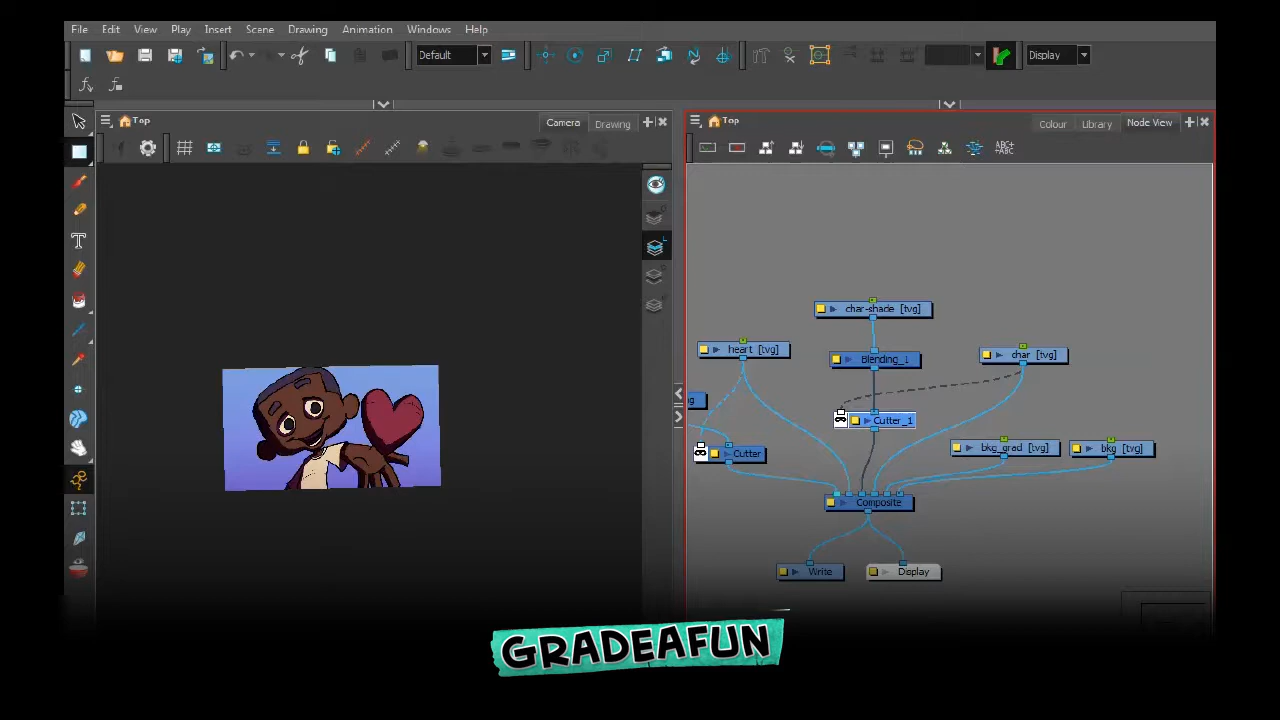 File Edit View Play Insert Scene Drawing Animation Windows Help
Default
Display
Top
Camera
Drawing
Top
Colour
Library
Node View
ABC
+ABC
char-shade [tvg]
heart [tvg]
Blending_1
char [tvg]
Cutter_1
Cutter
bkg_grad [tvg]
bkg [tvg]
Composite
Write
Display
GRADEAFUN